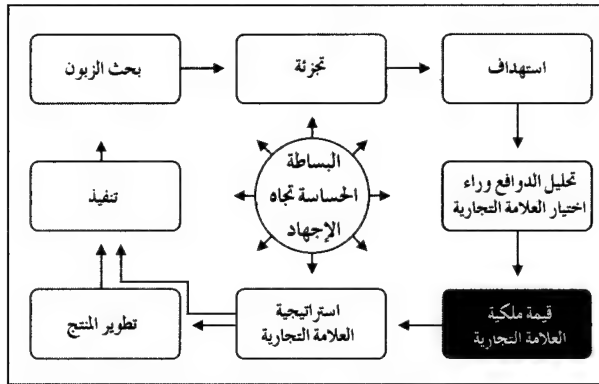 بحث الزبون
تجزئة
استهداف
البساطة
الحساسة تجاه
الإجهاد
تنفيذ
تحليل الدوافع وراء
اختيار العلامة التجارية
تطوير المنتج
استراتيجية
العلامة التجارية
قيمة ملكية
العلامة التجارية